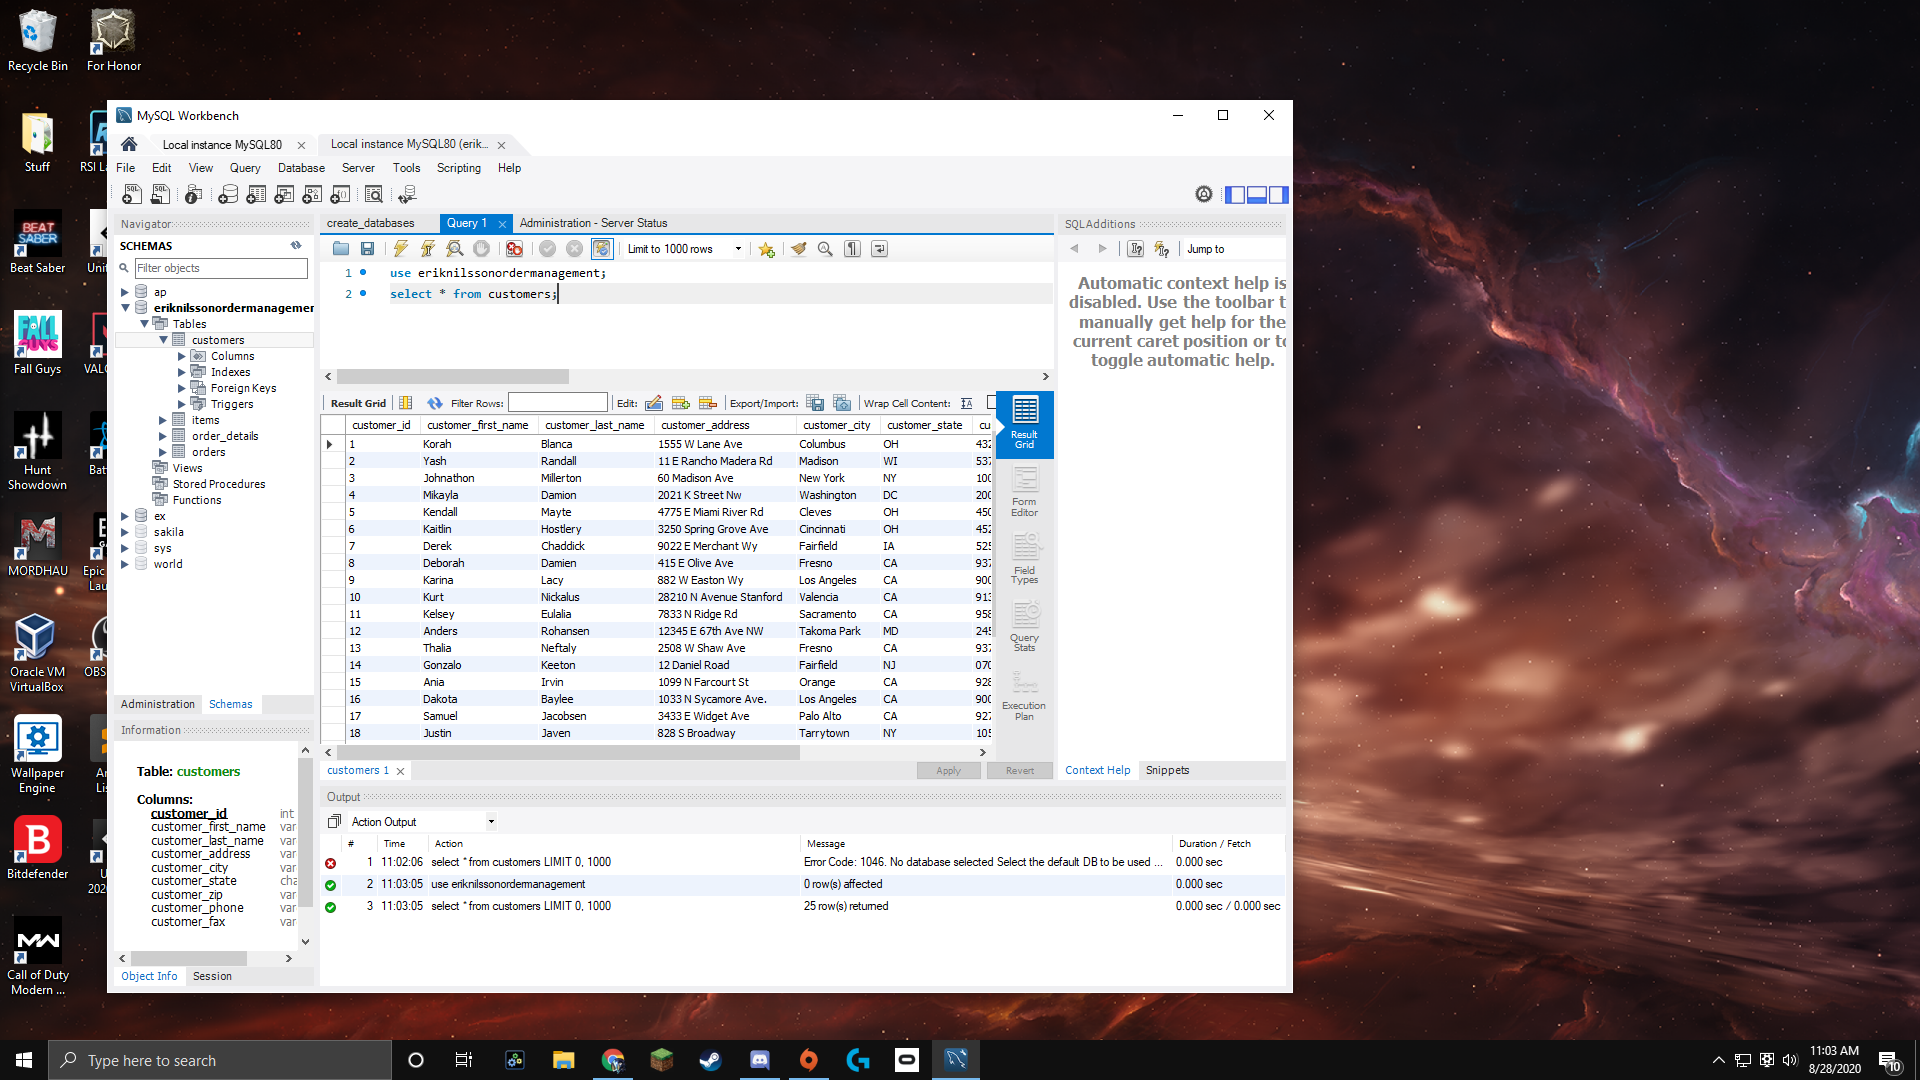 Recycle Bin
For Honor
Stuff
RSI La
BEAT SABER
Beat Saber
Unit
FALL GUYS
Fall Guys
VALO
Hunt Showdown
Batt
MORDHAU
Epic
Lau
Oracle VM VirtualBox
OBS
Wallpaper Engine
Bitdefender
202
MW
Call of Duty Modern ...
MySQL Workbench
Local instance MySQL80
Local instance MySQL80 (erik...
File Edit View Query Database Server Tools Scripting Help
Navigator
SCHEMAS
Filter objects
ap
eriknilssonordermanagemen
Tables
customers
Columns
Indexes
Foreign Keys
Triggers
items
order_details
orders
Views
Stored Procedures
Functions
ex
sakila
sys
world
Administration Schemas
Information
Table: customers
Columns:
customer_id int
customer_first_name var
customer_last_name var
customer_address var
customer_city var
customer_state cha
customer_zip var
customer_phone var
customer_fax var
Object Info Session
create_databases Query 1 Administration - Server Status
Limit to 1000 rows
1 use eriknilssonordermanagement;
2 select * from customers;
Result Grid Filter Rows: Edit: Export/Import: Wrap Cell Content:
customer_id customer_first_name customer_last_name customer_address customer_city customer_state cu
1 Korah Blanca 1555 W Lane Ave Columbus OH 432
2 Yash Randall 11 E Rancho Madera Rd Madison WI 537
3 Johnathon Millerton 60 Madison Ave New York NY 100
4 Mikayla Damion 2021 K Street Nw Washington DC 200
5 Kendall Mayte 4775 E Miami River Rd Cleves OH 450
6 Kaitlin Hostlery 3250 Spring Grove Ave Cincinnati OH 452
7 Derek Chaddick 9022 E Merchant Wy Fairfield IA 525
8 Deborah Damien 415 E Olive Ave Fresno CA 937
9 Karina Lacy 882 W Easton Wy Los Angeles CA 900
10 Kurt Nickalus 28210 N Avenue Stanford Valencia CA 913
11 Kelsey Eulalia 7833 N Ridge Rd Sacramento CA 958
12 Anders Rohansen 12345 E 67th Ave NW Takoma Park MD 245
13 Thalia Neftaly 2508 W Shaw Ave Fresno CA 937
14 Gonzalo Keeton 12 Daniel Road Fairfield NJ 070
15 Ania Irvin 1099 N Farcourt St Orange CA 928
16 Dakota Baylee 1033 N Sycamore Ave. Los Angeles CA 900
17 Samuel Jacobsen 3433 E Widget Ave Palo Alto CA 927
18 Justin Javen 828 S Broadway Tarrytown NY 105
Result Grid
Form Editor
Field Types
Query Stats
Execution Plan
customers 1
Apply Revert
SQLAdditions
Jump to
Automatic context help is
disabled. Use the toolbar t
manually get help for the
current caret position or to
toggle automatic help.
Context Help Snippets
Output
Action Output
# Time Action Message Duration / Fetch
1 11:02:06 select * from customers LIMIT 0, 1000 Error Code: 1046. No database selected Select the default DB to be used ... 0.000 sec
2 11:03:05 use eriknilssonordermanagement 0 row(s) affected 0.000 sec
3 11:03:05 select * from customers LIMIT 0, 1000 25 row(s) returned 0.000 sec / 0.000 sec
Type here to search
11:03 AM
8/28/2020
10